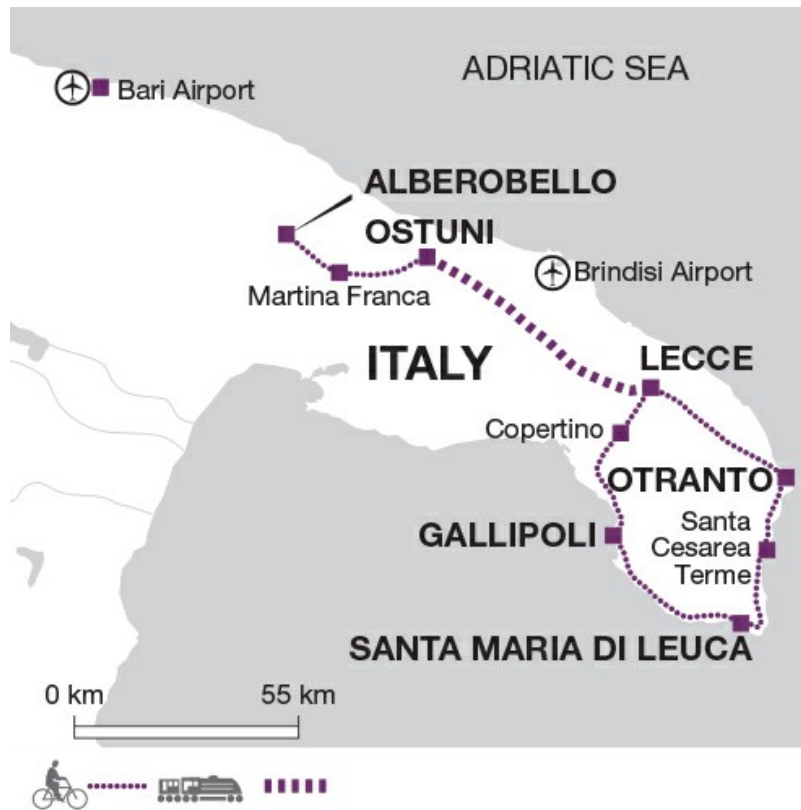 ADRIATIC SEA
Bari Airport
ALBEROBELLO
OSTUNI
Brindisi Airport
Martina Franca
ITALY
LECCE
Copertino
OTRANTO
GALLIPOLI
Santa
Cesarea
Terme
SANTA MARIA DI LEUCA
0 km
55 km